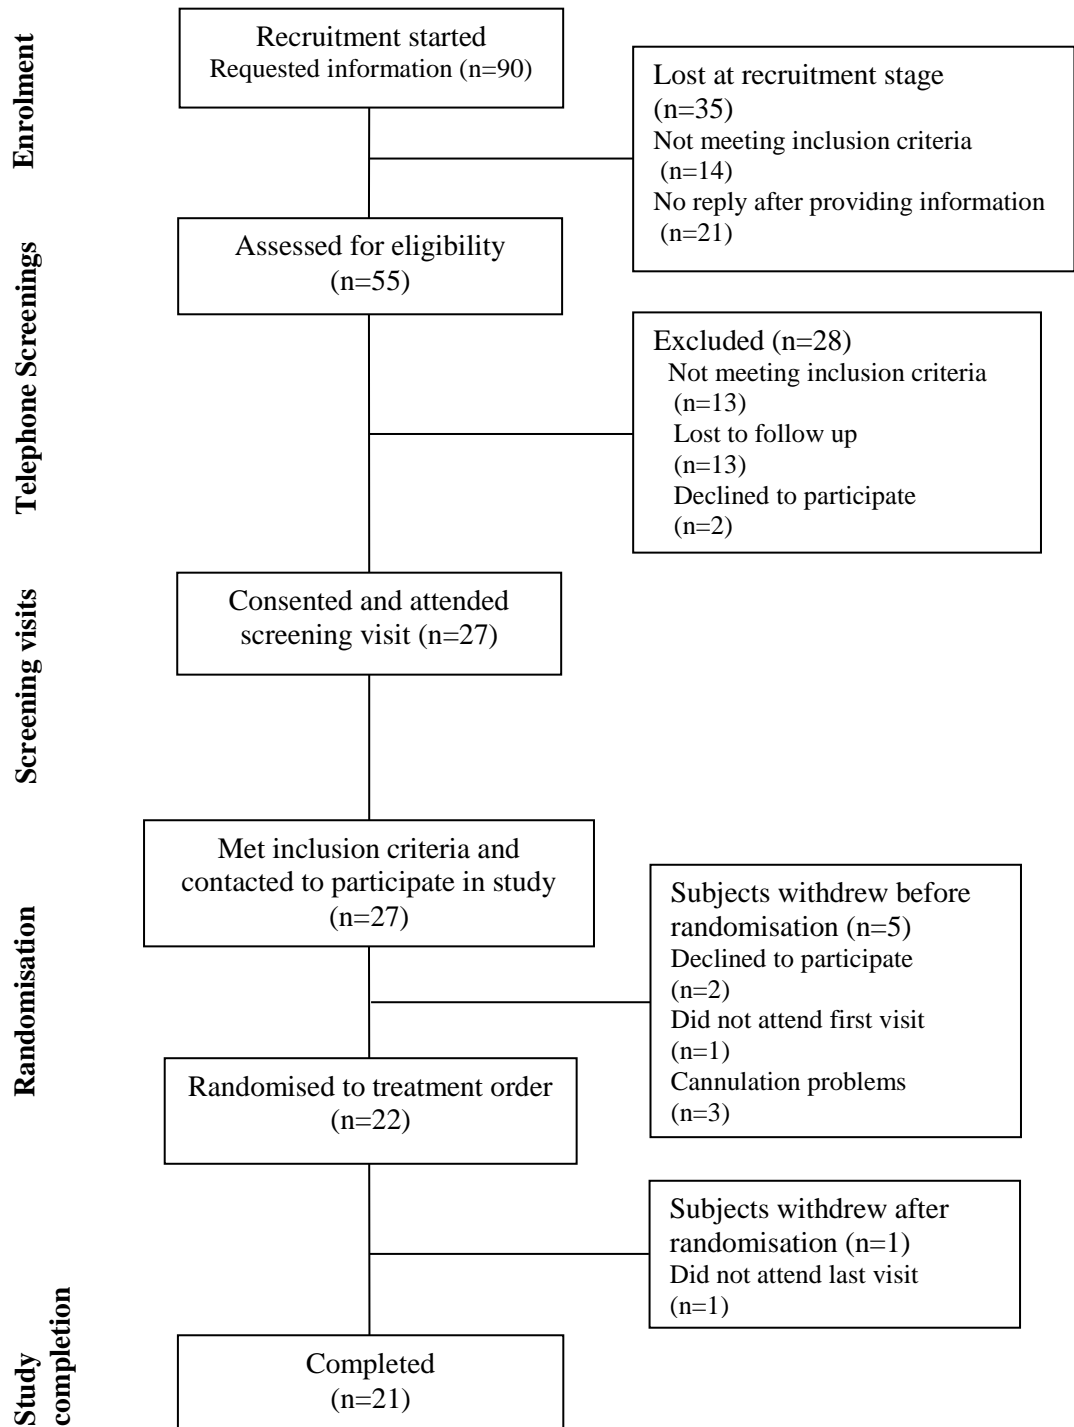 Enrolment
Recruitment started
Requested information (n=90)
Lost at recruitment stage
(n=35)
Not meeting inclusion criteria
(n=14)
No reply after providing information
(n=21)
Telephone Screenings
Assessed for eligibility
(n=55)
Excluded (n=28)
Not meeting inclusion criteria
(n=13)
Lost to follow up
(n=13)
Declined to participate
(n=2)
Screening visits
Consented and attended
screening visit (n=27)
Randomisation
Met inclusion criteria and
contacted to participate in study
(n=27)
Subjects withdrew before
randomisation (n=5)
Declined to participate
(n=2)
Did not attend first visit
(n=1)
Cannulation problems
(n=3)
Randomised to treatment order
(n=22)
Subjects withdrew after
randomisation (n=1)
Did not attend last visit
(n=1)
Study
completion
Completed
(n=21)